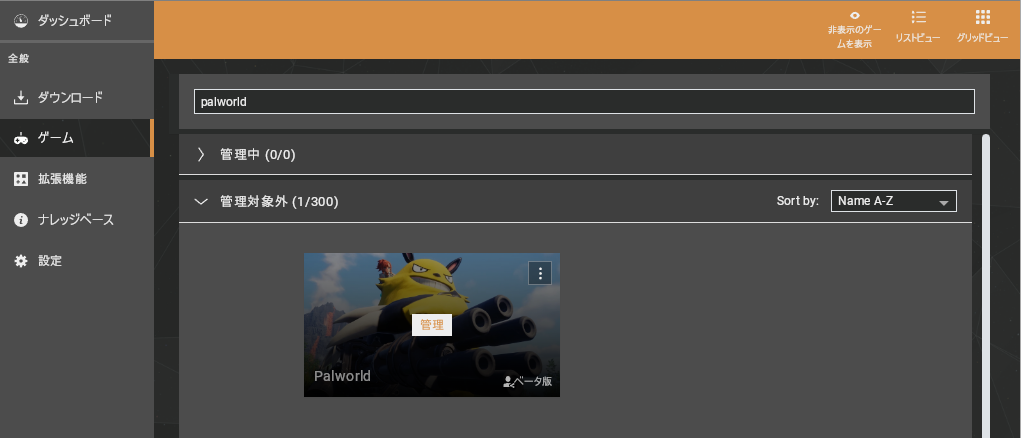 ダッシュボード
全般
ダウンロード
ゲーム
拡張機能
ナレッジベース
設定
非表示のゲー
ムを表示
リストビュー
グリッドビュー
palworld
管理中 (0/0)
管理対象外 (1/300)
Sort by:
Name A-Z
管理
Palworld
ベータ版